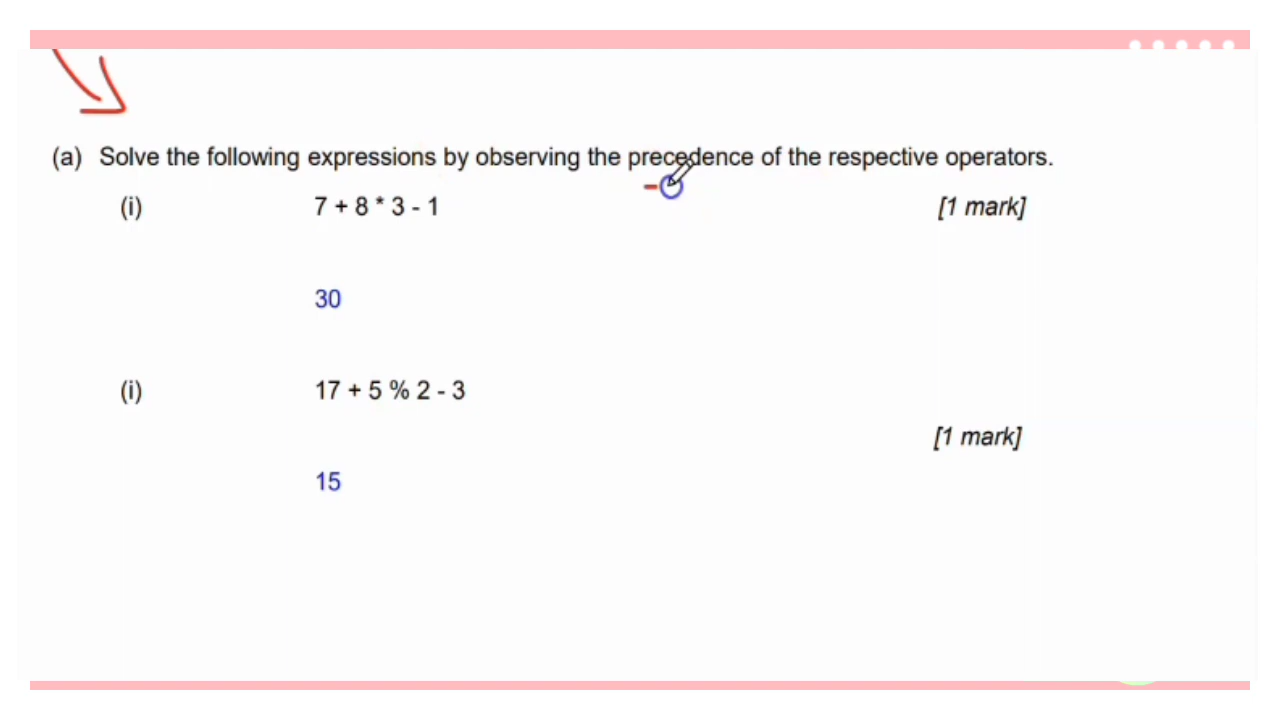 (a) Solve the following expressions by observing the precedence of the respective operators.
(i) 7 + 8 * 3 - 1 [1 mark]
30
(i) 17 + 5 % 2 - 3
[1 mark]
15